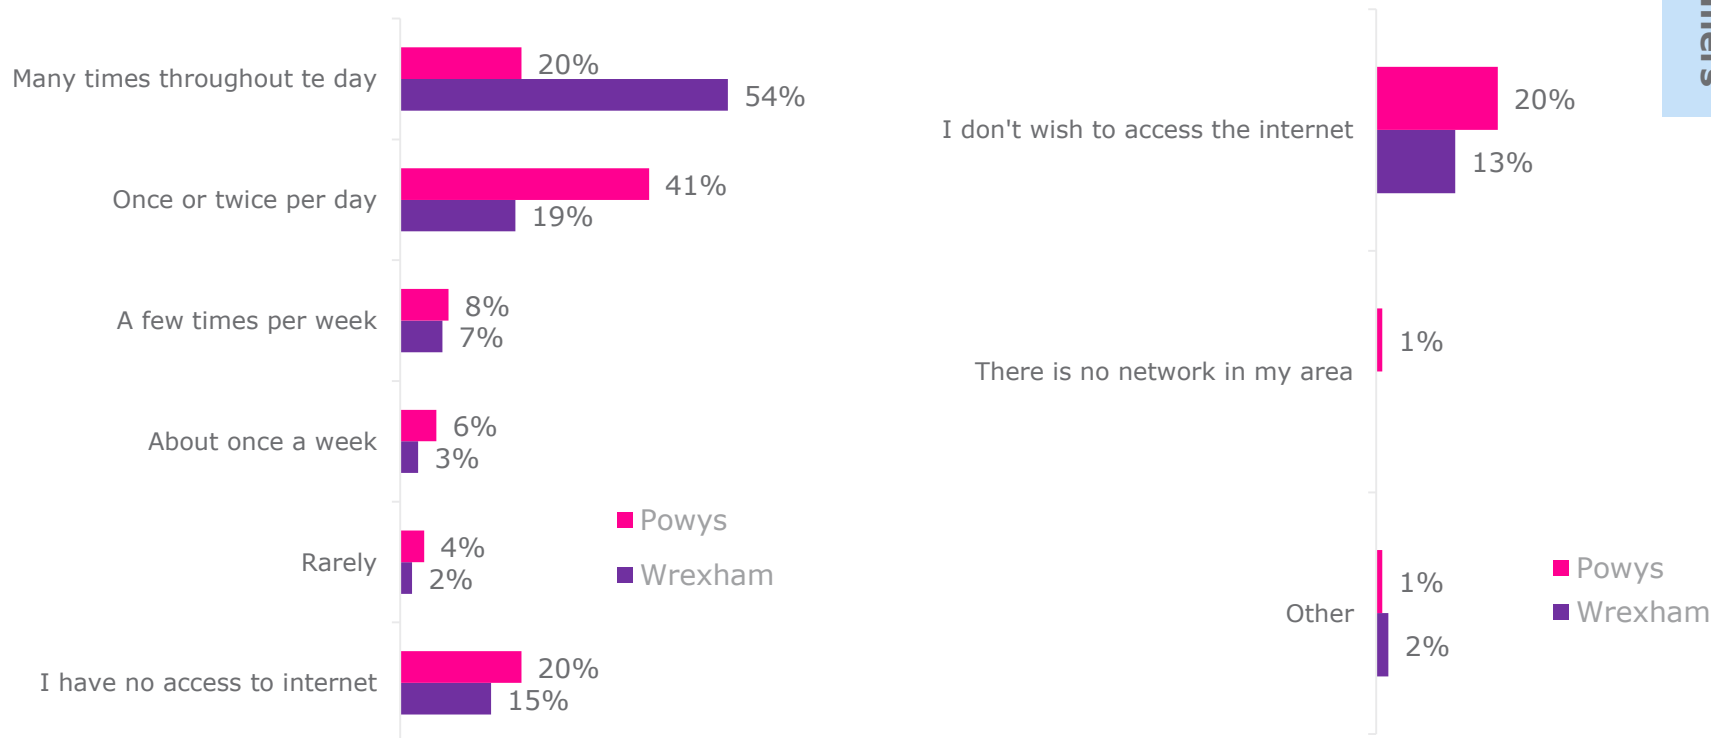 Many times throughout te day
20%
54%
Once or twice per day
41%
19%
A few times per week
8%
7%
About once a week
6%
3%
Rarely
4%
2%
I have no access to internet
20%
15%
Powys
Wrexham
I don't wish to access the internet
20%
13%
There is no network in my area
1%
Other
1%
2%
Powys
Wrexham